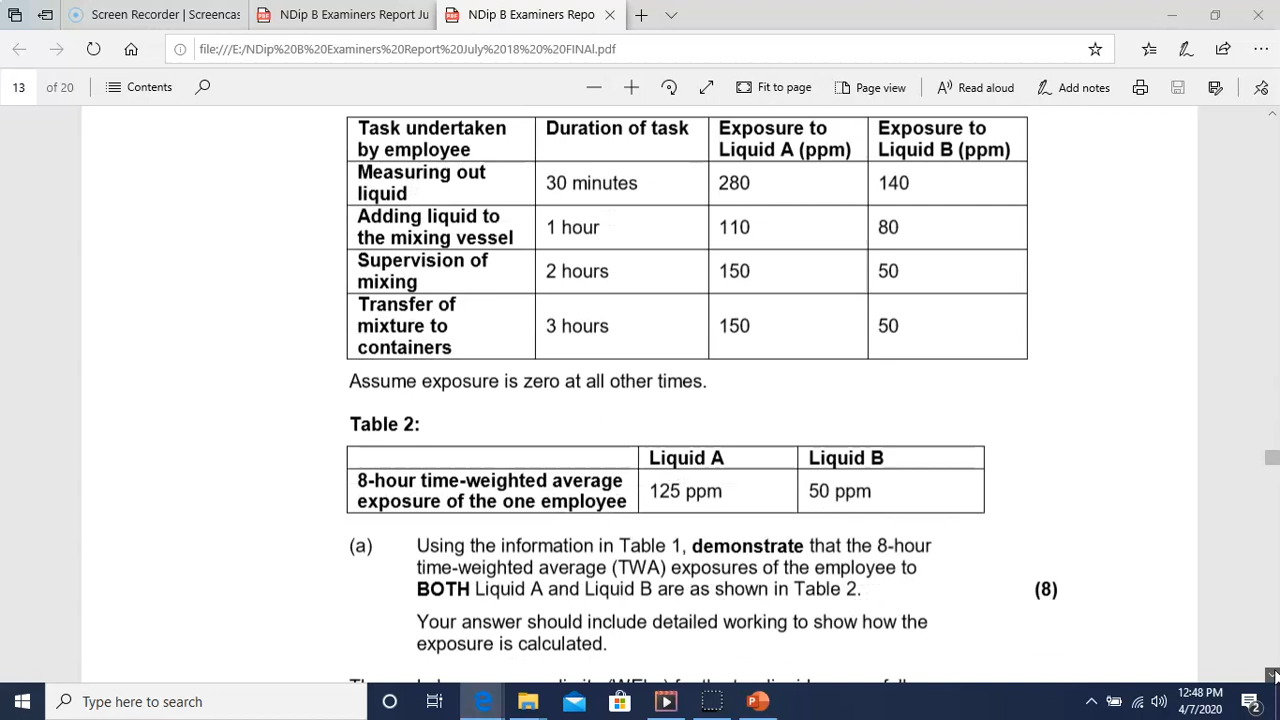 Screen Recorder | Screencas
NDip B Examiners Report Ju
NDip B Examiners Repo
file:///E:/NDip%20B%20Examiners%20Report%20July%2018%20%20FINAl.pdf
13 of 20
Contents
Fit to page
Page view
Read aloud
Add notes
Task undertaken by employee Duration of task Exposure to Liquid A (ppm) Exposure to Liquid B (ppm)
Measuring out liquid 30 minutes 280 140
Adding liquid to the mixing vessel 1 hour 110 80
Supervision of mixing 2 hours 150 50
Transfer of mixture to containers 3 hours 150 50
Assume exposure is zero at all other times.
Table 2:
Liquid A Liquid B
8-hour time-weighted average exposure of the one employee 125 ppm 50 ppm
(a) Using the information in Table 1, demonstrate that the 8-hour
time-weighted average (TWA) exposures of the employee to
BOTH Liquid A and Liquid B are as shown in Table 2. (8)
Your answer should include detailed working to show how the
exposure is calculated.
Type here to search
12:48 PM
4/7/2020
2